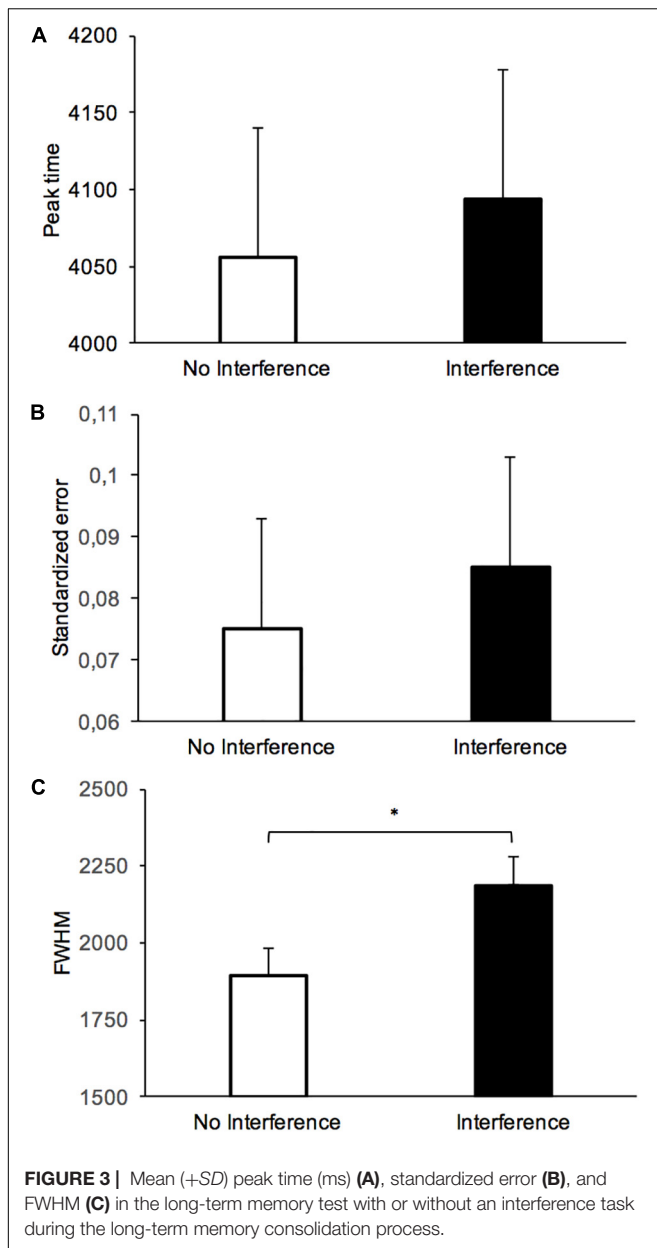 A
4200
4150
4100
4050
4000
Peak time
No Interference Interference
B
0,11
0,1
0,09
0,08
0,07
0,06
Standardized error
No Interference Interference
C
2500
2250
2000
1750
1500
FWHM
*
No Interference Interference
FIGURE 3 | Mean (+SD) peak time (ms) (A), standardized error (B), and
FWHM (C) in the long-term memory test with or without an interference task
during the long-term memory consolidation process.